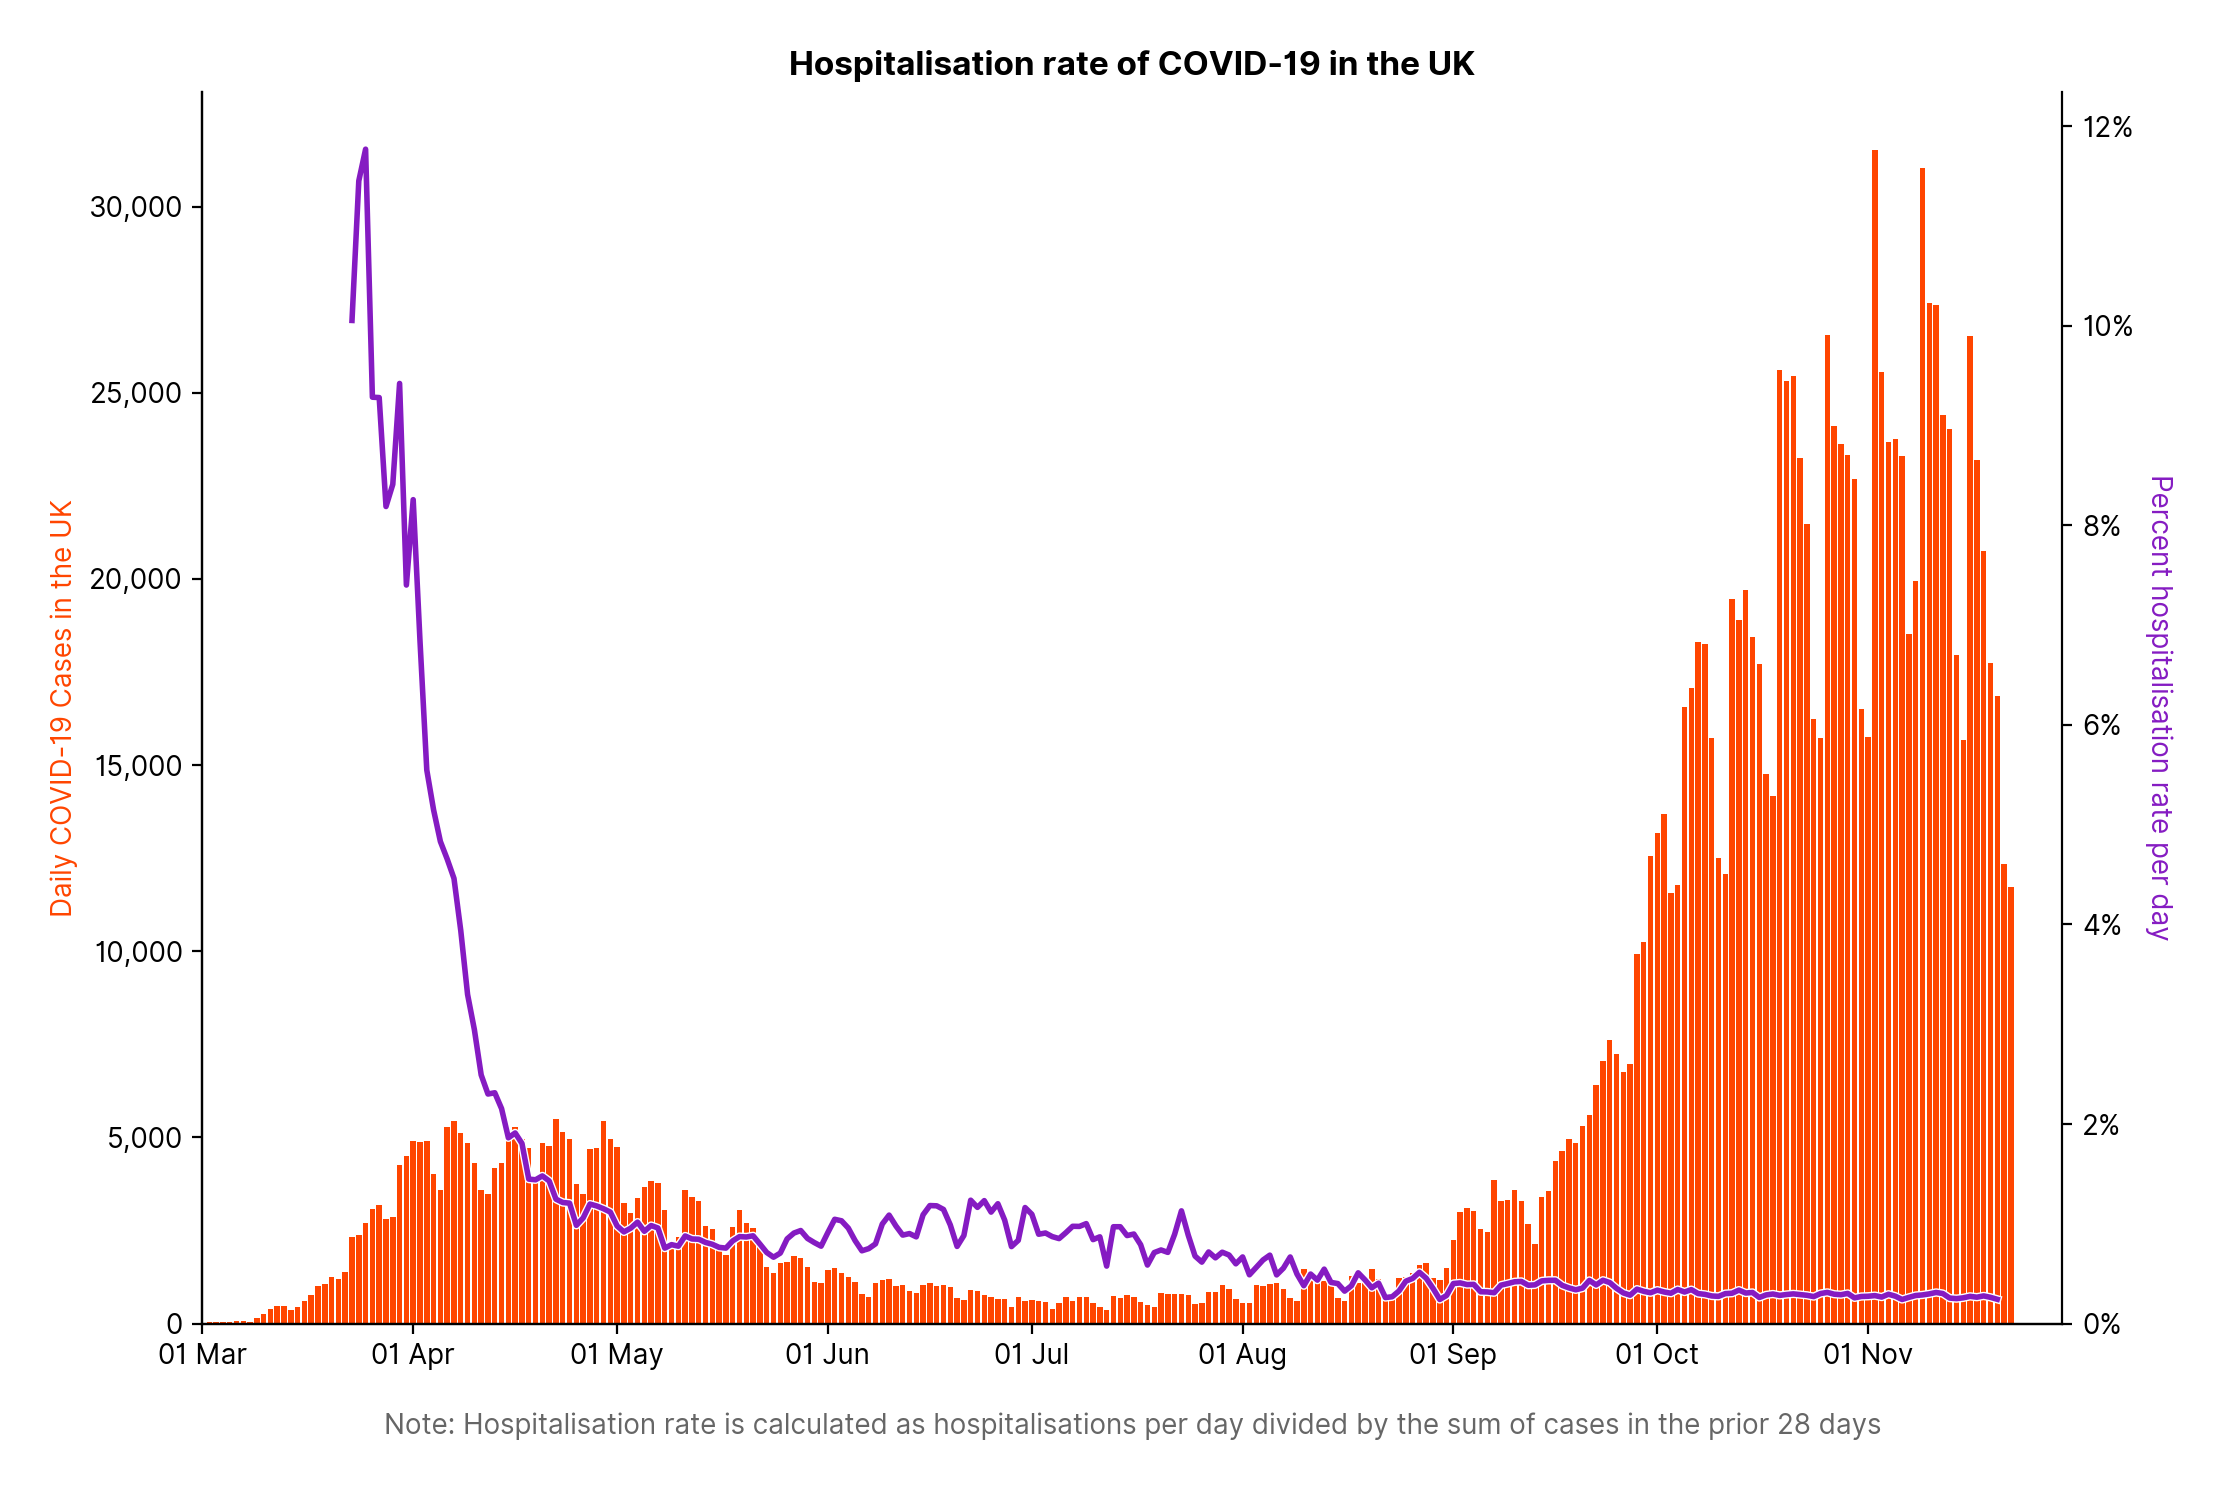 Hospitalisation rate of COVID-19 in the UK
Daily COVID-19 Cases in the UK
30,000
25,000
20,000
15,000
10,000
5,000
0
12%
10%
8%
6%
4%
2%
0%
Percent hospitalisation rate per day
01 Mar
01 Apr
01 May
01 Jun
01 Jul
01 Aug
01 Sep
01 Oct
01 Nov
Note: Hospitalisation rate is calculated as hospitalisations per day divided by the sum of cases in the prior 28 days